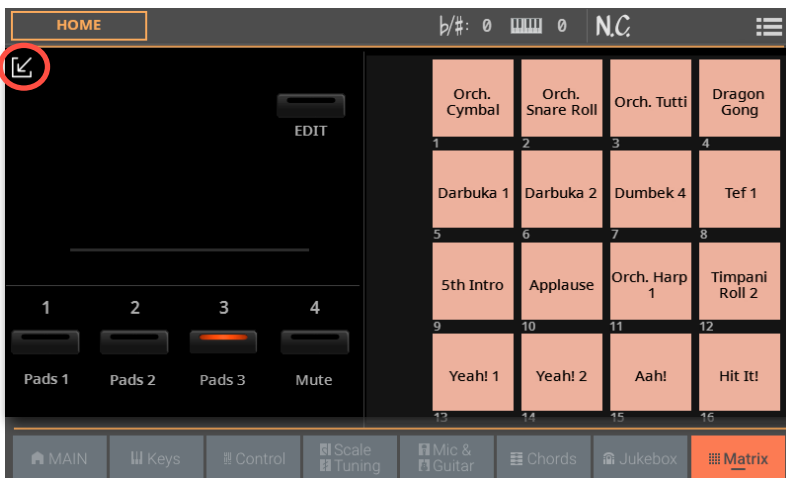 HOME
♭/♯: 0
0
N.C.
EDIT
1
2
3
4
Pads 1
Pads 2
Pads 3
Mute
Orch.
Cymbal
1
Orch.
Snare Roll
2
Orch. Tutti
3
Dragon
Gong
4
Darbuka 1
5
Darbuka 2
6
Dumbek 4
7
Tef 1
8
5th Intro
9
Applause
10
Orch. Harp
1
11
Timpani
Roll 2
12
Yeah! 1
13
Yeah! 2
14
Aah!
15
Hit It!
16
MAIN
Keys
Control
Scale
Tuning
Mic &
Guitar
Chords
Jukebox
Matrix